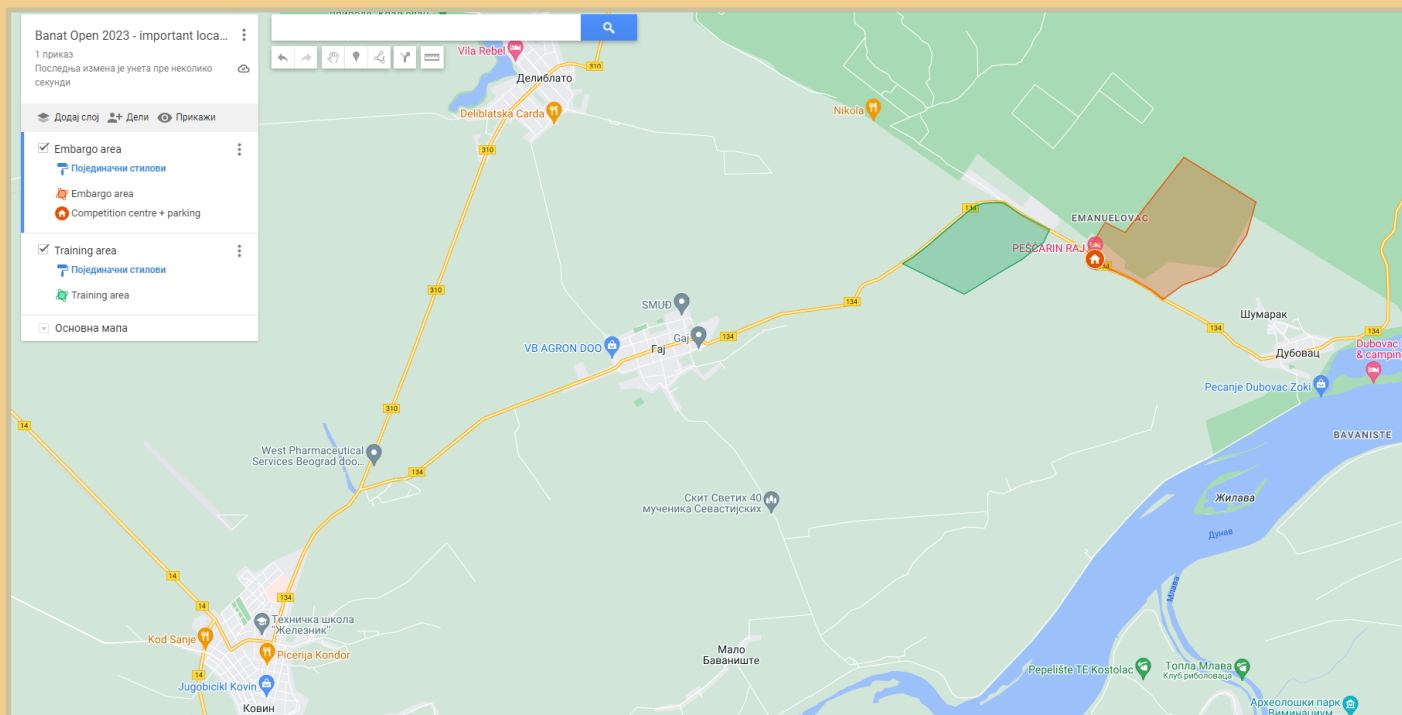 Banat Open 2023 - important loca...
1 приказ
Последња измена је унета пре неколико
секунди
Додај слој
Дели
Прикажи
Embargo area
Појединачни стилови
Embargo area
Competition centre + parking
Training area
Појединачни стилови
Training area
Основна мапа
Vila Rebel
310
Делиблато
Deliblatska Carda
Nikola
310
134
EMANUELOVAC
PEŠČARIN RAJ
134
310
SMUĐ
134
Gaj
134
VB AGRON DOO
Гај
Шумарак
134
134
Дубовац
Dubovac
& campin
Pecanje Dubovac Zoki
310
14
BAVANISTE
West Pharmaceutical
Services Beograd doo...
134
Скит Светих 40
мученика Севастијских
Жилава
Дунав
14
Млава
134
14
Техничка школа
"Железник"
Kod Sanje
Picerija Kondor
Мало
Баваниште
Pepelište TE Kostolac
Топла Млава
Клуб риболоваца
14
Jugobicikl Kovin
Ковин
Археолошки парк
Виминацијум